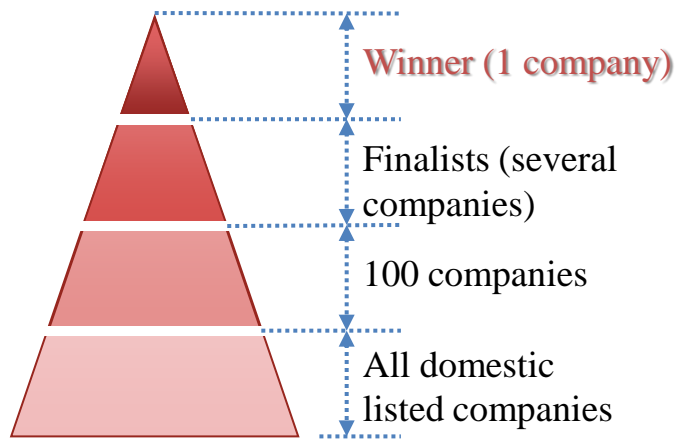 Winner (1 company)
Finalists (several
companies)
100 companies
All domestic
listed companies